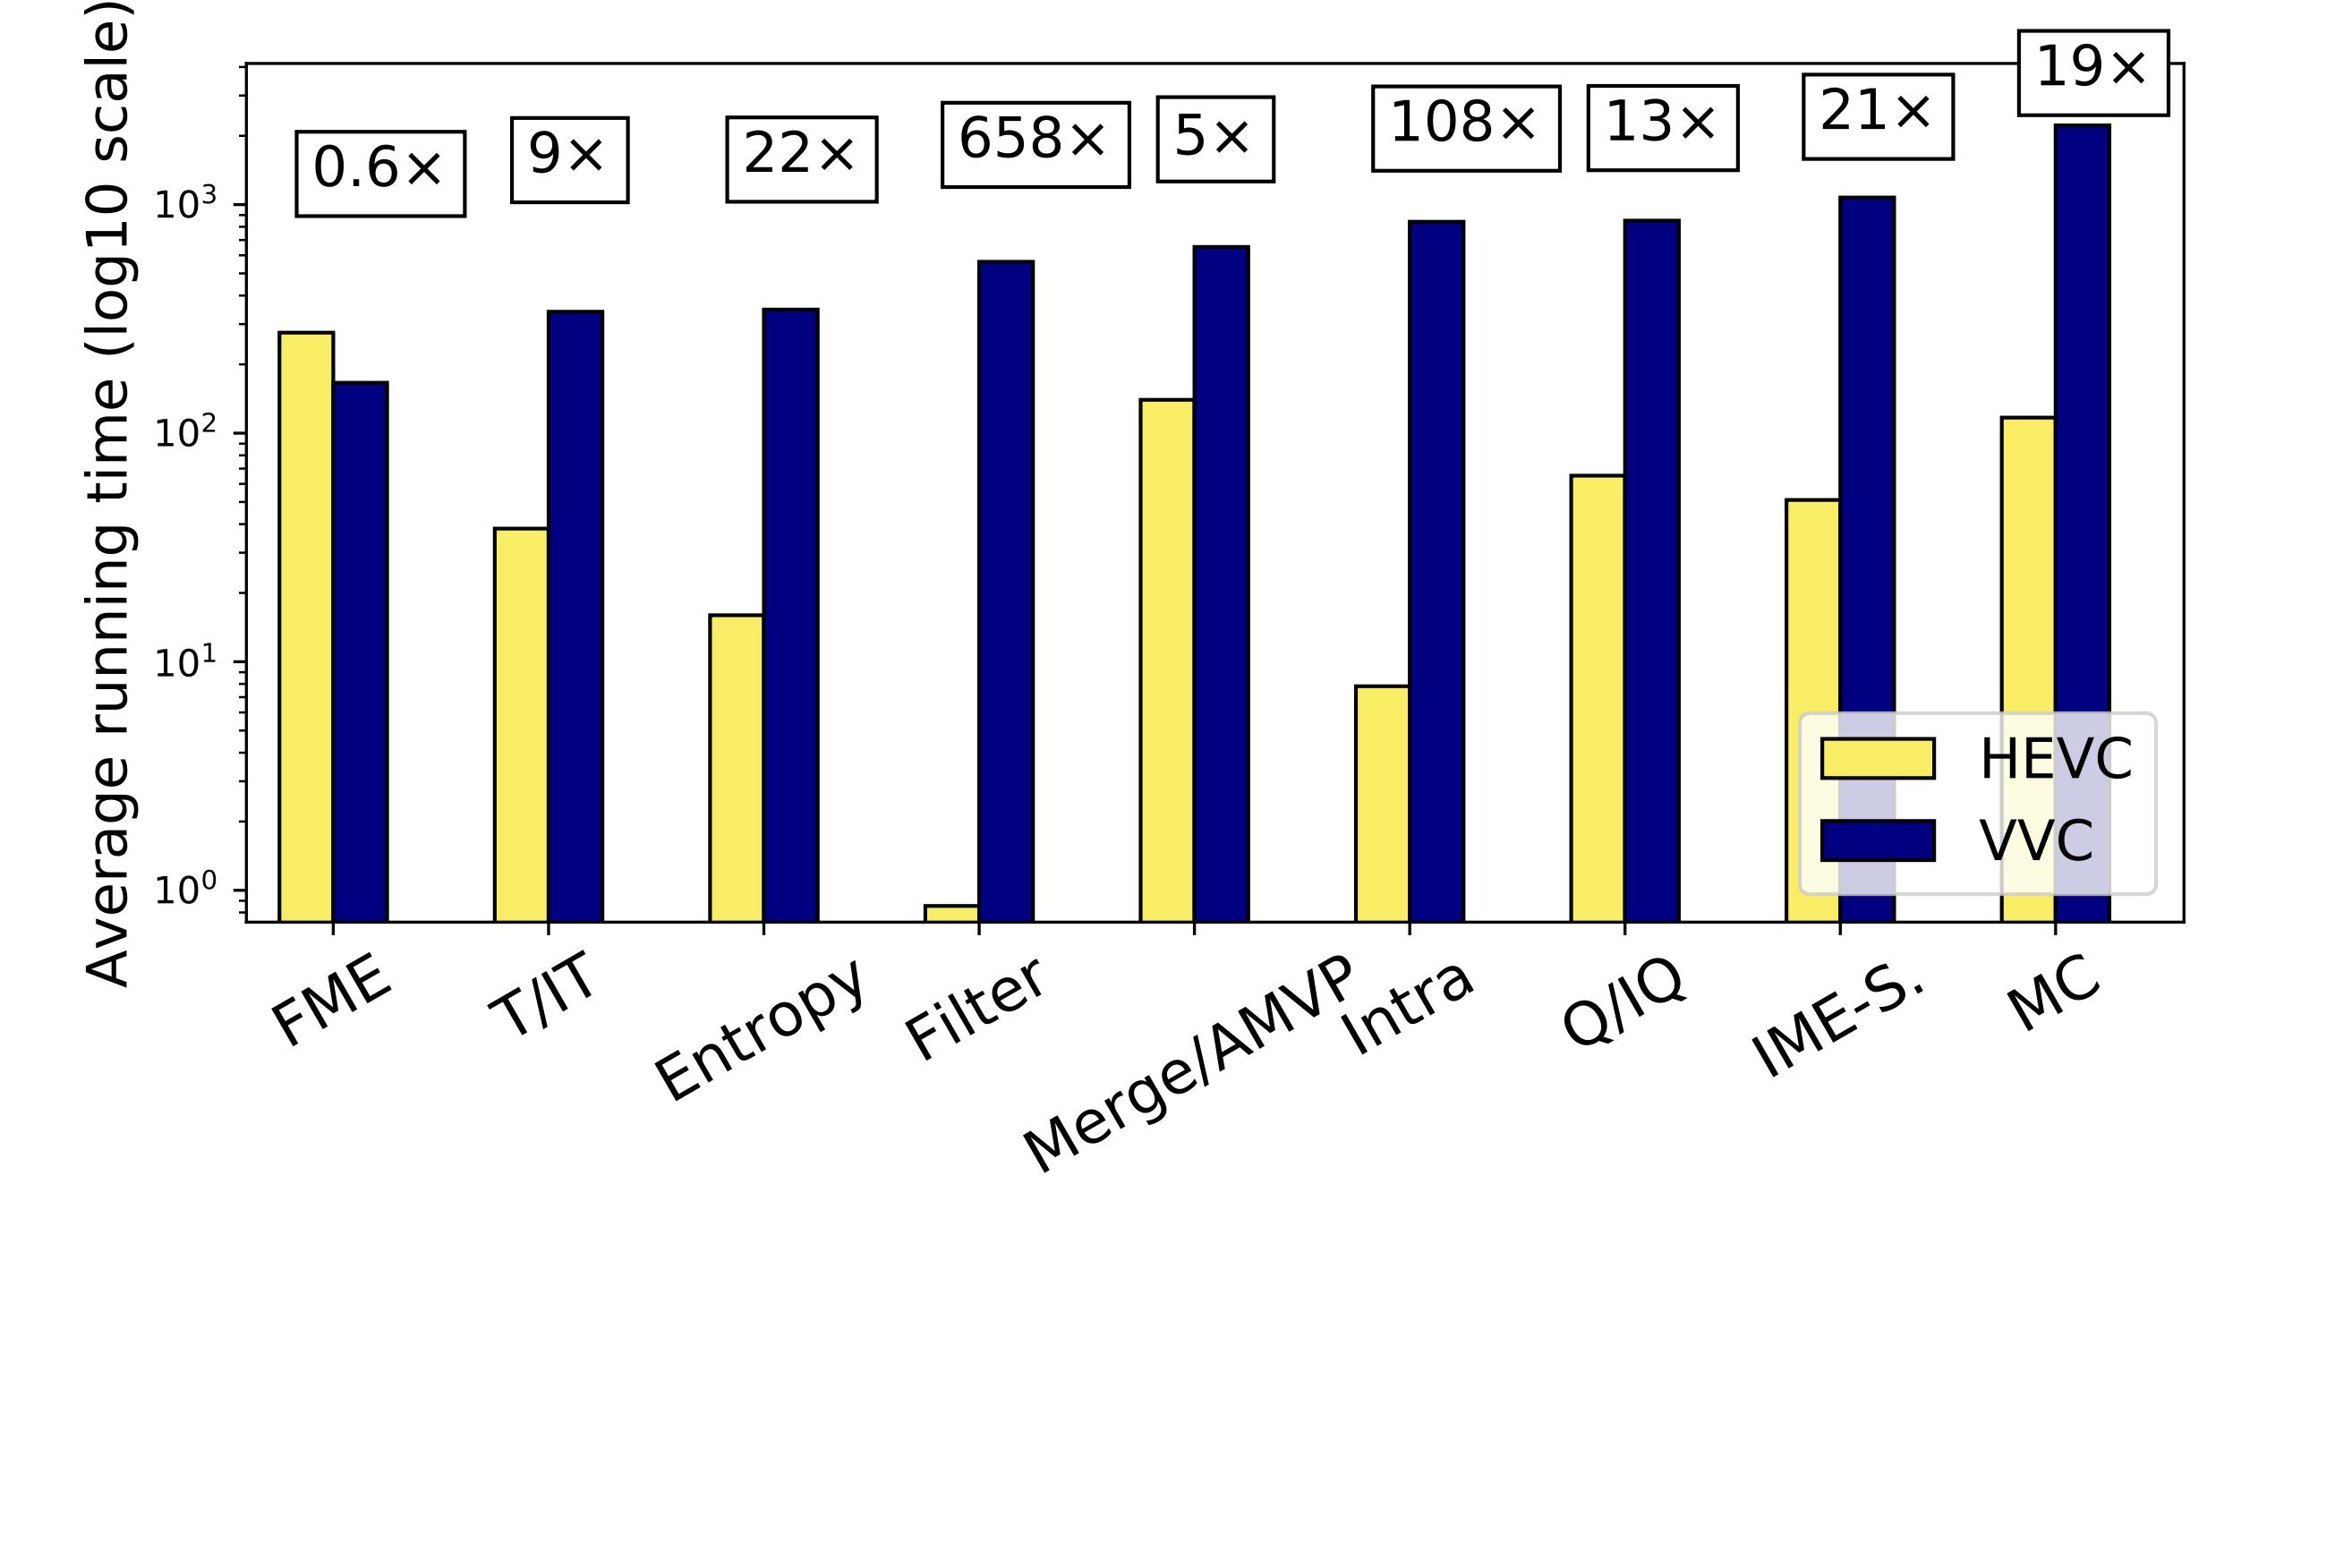 Average running time (log10 scale)
10³
10²
10¹
10⁰
0.6×
9×
22×
658×
5×
108×
13×
21×
19×
HEVC
VVC
FME
T/IT
Entropy
Filter
Merge/AMVP
Intra
Q/IQ
IME-S.
MC